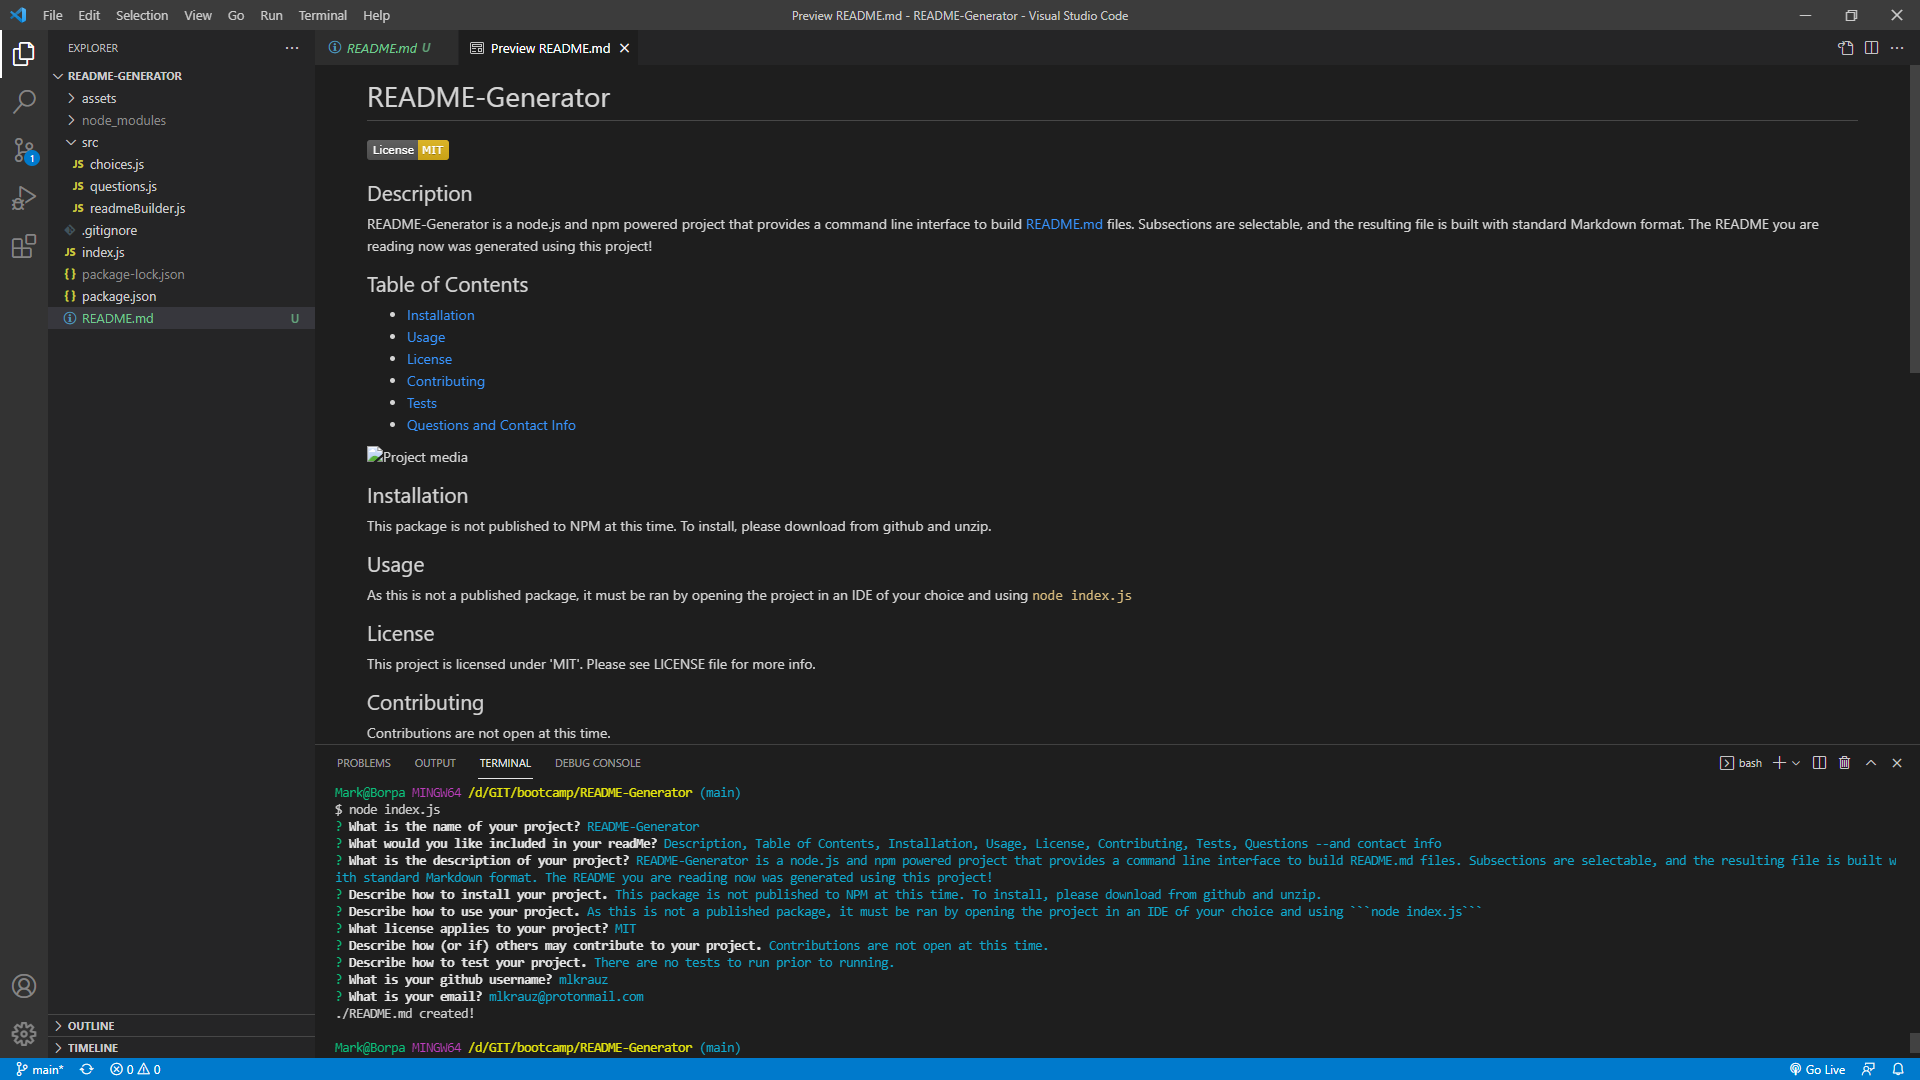 File Edit Selection View Go Run Terminal Help
Preview README.md - README-Generator - Visual Studio Code
EXPLORER
README-GENERATOR
assets
node_modules
src
JS choices.js
JS questions.js
JS readmeBuilder.js
.gitignore
JS index.js
{} package-lock.json
{} package.json
README.md U
OUTLINE
TIMELINE
1
README.md U
Preview README.md
README-Generator
License MIT
Description
README-Generator is a node.js and npm powered project that provides a command line interface to build README.md files. Subsections are selectable, and the resulting file is built with standard Markdown format. The README you are
reading now was generated using this project!
Table of Contents
Installation
Usage
License
Contributing
Tests
Questions and Contact Info
Project media
Installation
This package is not published to NPM at this time. To install, please download from github and unzip.
Usage
As this is not a published package, it must be ran by opening the project in an IDE of your choice and using node index.js
License
This project is licensed under 'MIT'. Please see LICENSE file for more info.
Contributing
Contributions are not open at this time.
PROBLEMS OUTPUT TERMINAL DEBUG CONSOLE
bash
Mark@Borpa MINGW64 /d/GIT/bootcamp/README-Generator (main)
$ node index.js
? What is the name of your project? README-Generator
? What would you like included in your readMe? Description, Table of Contents, Installation, Usage, License, Contributing, Tests, Questions --and contact info
? What is the description of your project? README-Generator is a node.js and npm powered project that provides a command line interface to build README.md files. Subsections are selectable, and the resulting file is built w
ith standard Markdown format. The README you are reading now was generated using this project!
? Describe how to install your project. This package is not published to NPM at this time. To install, please download from github and unzip.
? Describe how to use your project. As this is not a published package, it must be ran by opening the project in an IDE of your choice and using ```node index.js```
? What license applies to your project? MIT
? Describe how (or if) others may contribute to your project. Contributions are not open at this time.
? Describe how to test your project. There are no tests to run prior to running.
? What is your github username? mlkrauz
? What is your email? mlkrauz@protonmail.com
./README.md created!
Mark@Borpa MINGW64 /d/GIT/bootcamp/README-Generator (main)
main* 0 0
Go Live